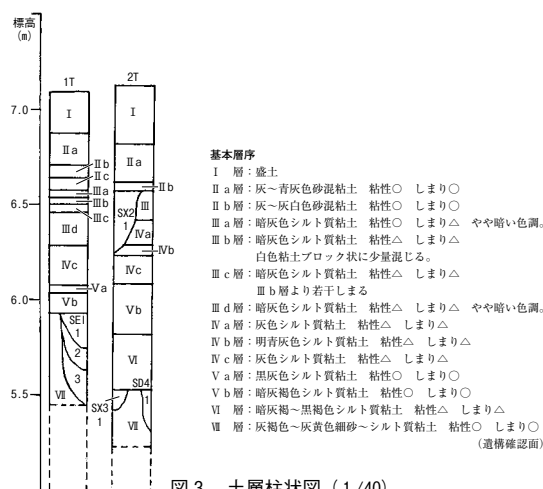 標高
(m)
1T
2T
7.0
6.5
6.0
5.5
Ⅰ
Ⅱa
Ⅱb
Ⅱc
Ⅲa
Ⅲb
Ⅲc
Ⅲd
Ⅳc
Ⅴa
Ⅴb
SE1
1
2
3
Ⅶ
Ⅰ
Ⅱa
Ⅱb
SX2
1
Ⅲ
Ⅳa
Ⅳb
Ⅳc
Ⅴb
Ⅵ
SD4
1
SX3
1
Ⅶ
基本層序
Ⅰ 層:盛土
Ⅱa層:灰~青灰色砂混粘土 粘性○ しまり○
Ⅱb層:灰~灰白色砂混粘土 粘性○ しまり○
Ⅲa層:暗灰色シルト質粘土 粘性○ しまり△ やや暗い色調。
Ⅲb層:暗灰色シルト質粘土 粘性△ しまり△
白色粘土ブロック状に少量混じる。
Ⅲc層:暗灰色シルト質粘土 粘性△ しまり△
Ⅲb層より若干しまる
Ⅲd層:暗灰色シルト質粘土 粘性△ しまり△ やや暗い色調。
Ⅳa層:灰色シルト質粘土 粘性△ しまり△
Ⅳb層:明青灰色シルト質粘土 粘性△ しまり△
Ⅳc層:灰色シルト質粘土 粘性△ しまり△
Ⅴa層:黒灰色シルト質粘土 粘性○ しまり○
Ⅴb層:暗灰褐色シルト質粘土 粘性○ しまり○
Ⅵ 層:暗灰褐~黒褐色シルト質粘土 粘性△ しまり△
Ⅶ 層:灰褐色~灰黄色細砂~シルト質粘土 粘性○ しまり○
(遺構確認面)
図3 土層柱状図(1/40)